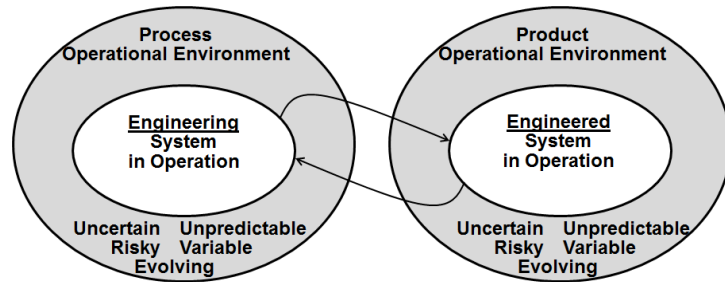 Process
Operational Environment
Engineering
System
in Operation
Uncertain Unpredictable
Risky Variable
Evolving
Product
Operational Environment
Engineered
System
in Operation
Uncertain Unpredictable
Risky Variable
Evolving